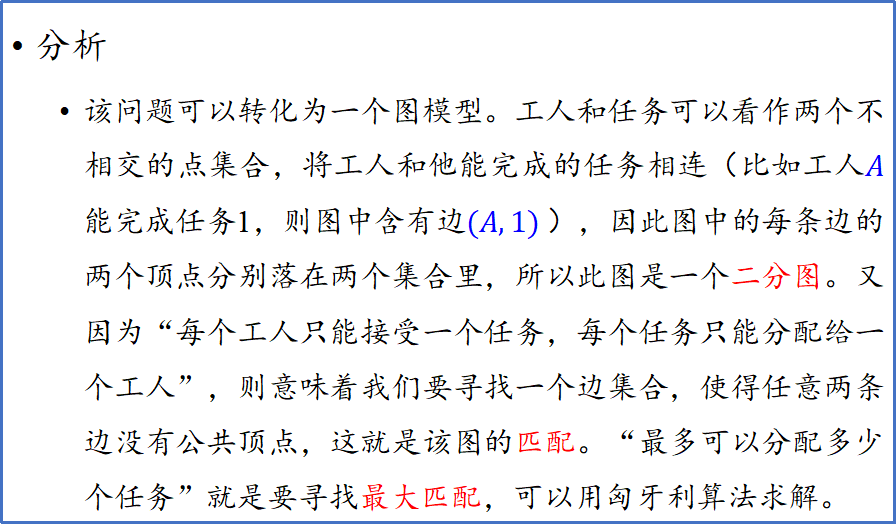 • 分析
• 该问题可以转化为一个图模型。工人和任务可以看作两个不
相交的点集合，将工人和他能完成的任务相连（比如工人A
能完成任务1，则图中含有边(A,1)），因此图中的每条边的
两个顶点分别落在两个集合里，所以此图是一个二分图。又
因为“每个工人只能接受一个任务，每个任务只能分配给一
个工人”，则意味着我们要寻找一个边集合，使得任意两条
边没有公共顶点，这就是该图的匹配。“最多可以分配多少
个任务”就是要寻找最大匹配，可以用匈牙利算法求解。